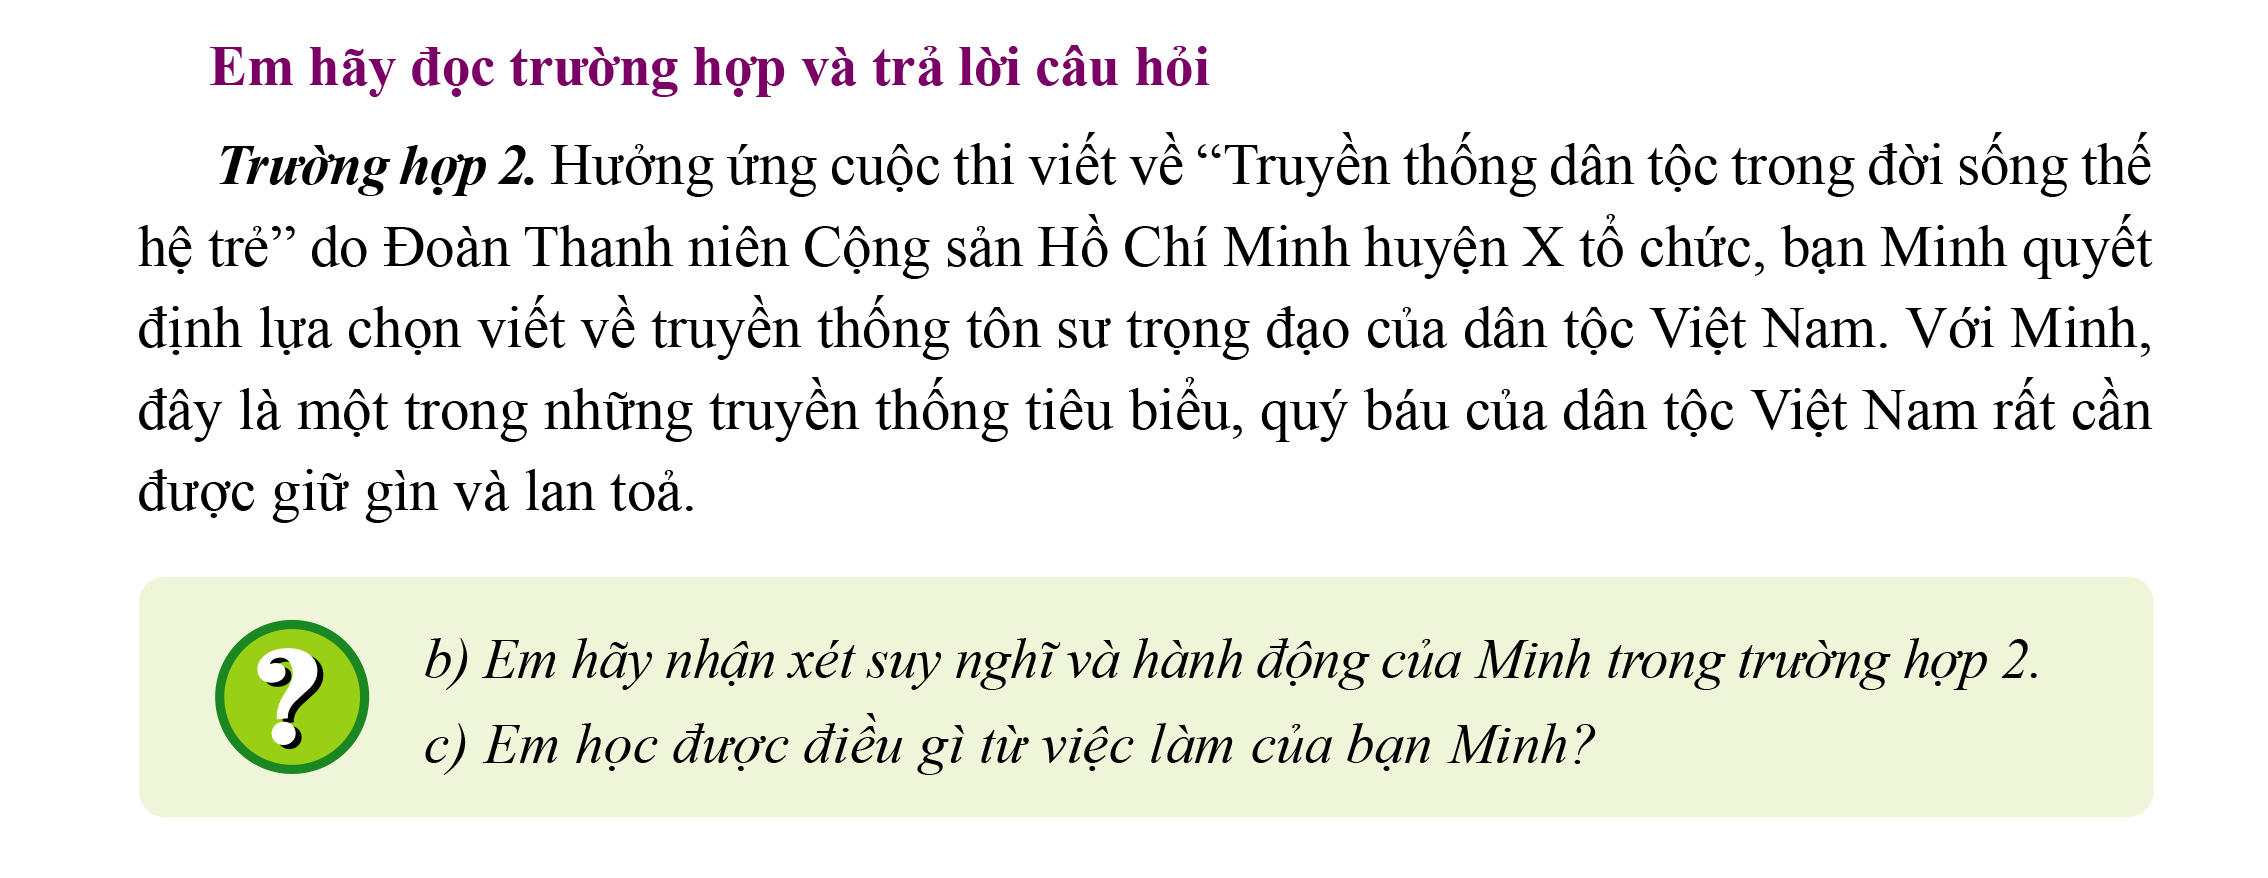 Em hãy đọc trường hợp và trả lời câu hỏi
Trường hợp 2. Hưởng ứng cuộc thi viết về “Truyền thống dân tộc trong đời sống thế
hệ trẻ” do Đoàn Thanh niên Cộng sản Hồ Chí Minh huyện X tổ chức, bạn Minh quyết
định lựa chọn viết về truyền thống tôn sư trọng đạo của dân tộc Việt Nam. Với Minh,
đây là một trong những truyền thống tiêu biểu, quý báu của dân tộc Việt Nam rất cần
được giữ gìn và lan toả.
?
b) Em hãy nhận xét suy nghĩ và hành động của Minh trong trường hợp 2.
c) Em học được điều gì từ việc làm của bạn Minh?